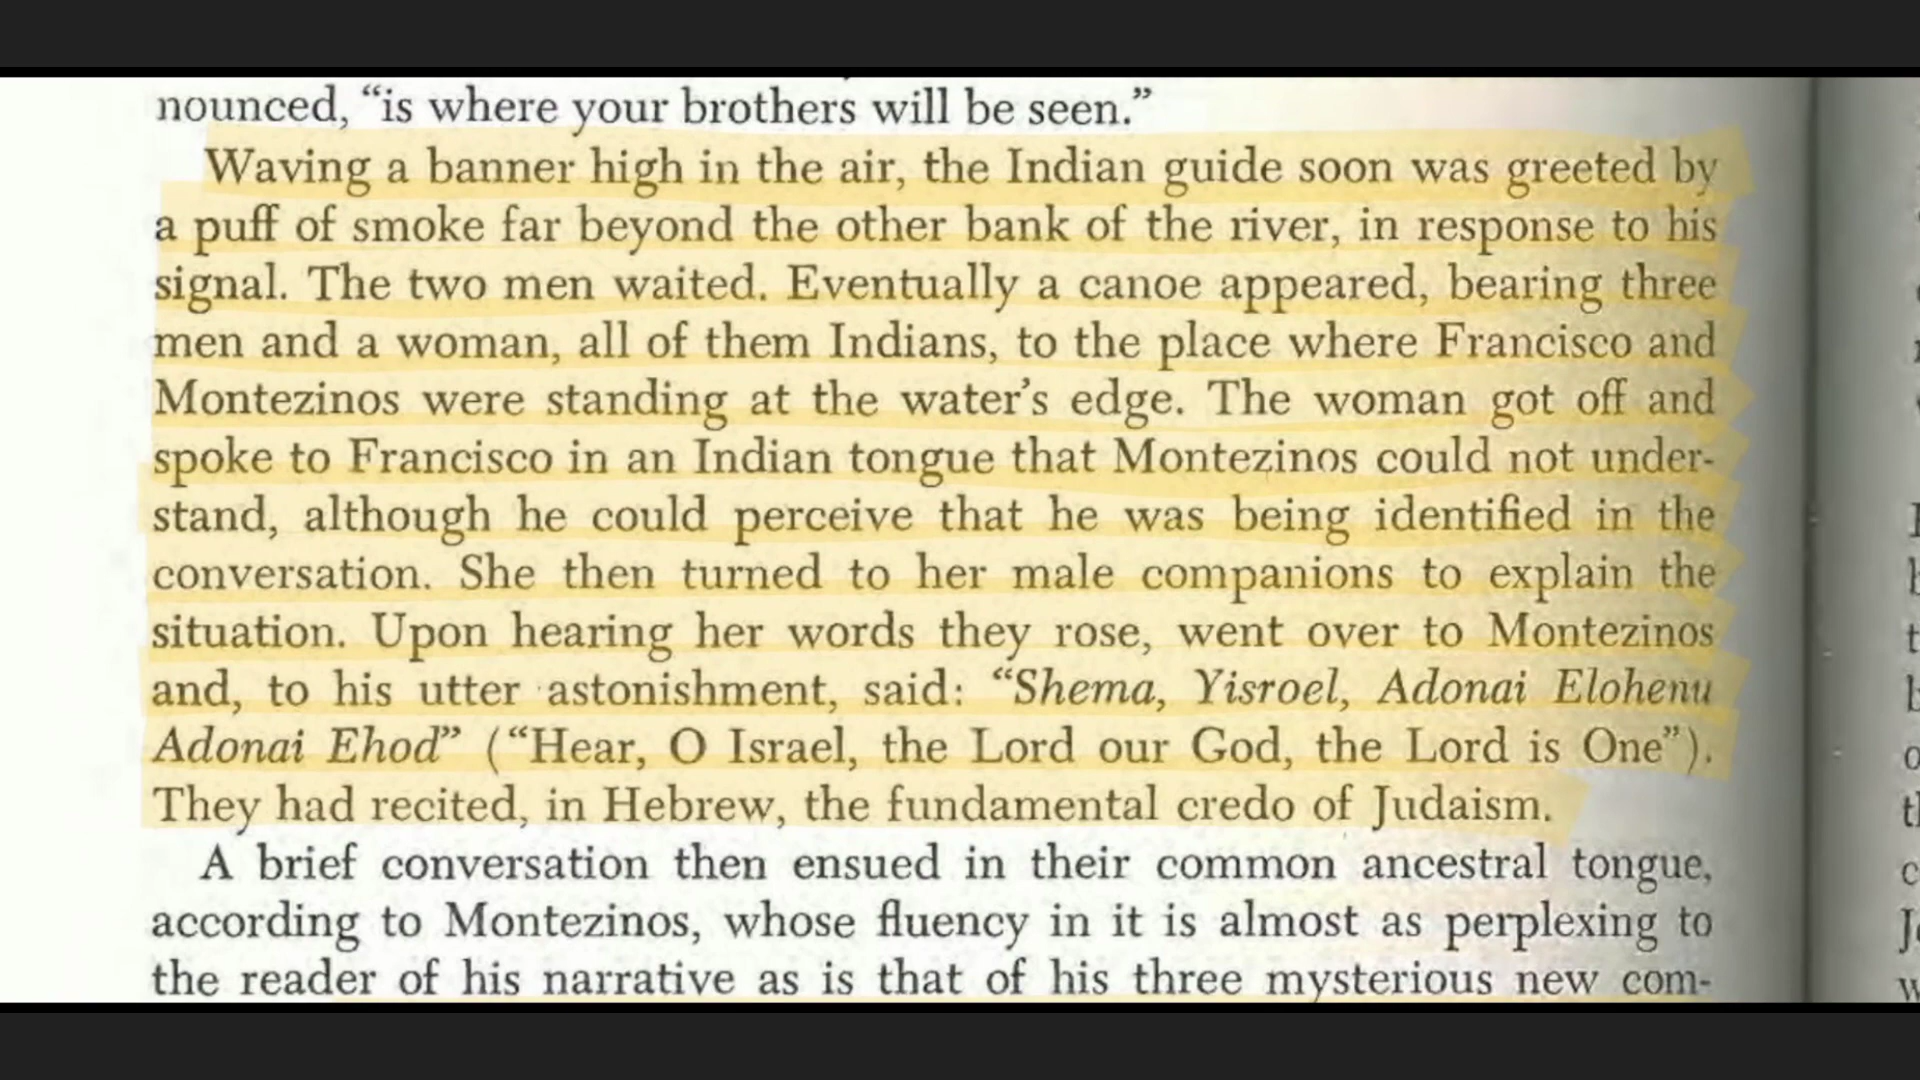 nounced, “is where your brothers will be seen.”
Waving a banner high in the air, the Indian guide soon was greeted by
a puff of smoke far beyond the other bank of the river, in response to his
signal. The two men waited. Eventually a canoe appeared, bearing three
men and a woman, all of them Indians, to the place where Francisco and
Montezinos were standing at the water’s edge. The woman got off and
spoke to Francisco in an Indian tongue that Montezinos could not under-
stand, although he could perceive that he was being identified in the
conversation. She then turned to her male companions to explain the
situation. Upon hearing her words they rose, went over to Montezinos
and, to his utter astonishment, said: “Shema, Yisroel, Adonai Elohenu
Adonai Ehod” (“Hear, O Israel, the Lord our God, the Lord is One”).
They had recited, in Hebrew, the fundamental credo of Judaism.
A brief conversation then ensued in their common ancestral tongue,
according to Montezinos, whose fluency in it is almost as perplexing to
the reader of his narrative as is that of his three mysterious new com-